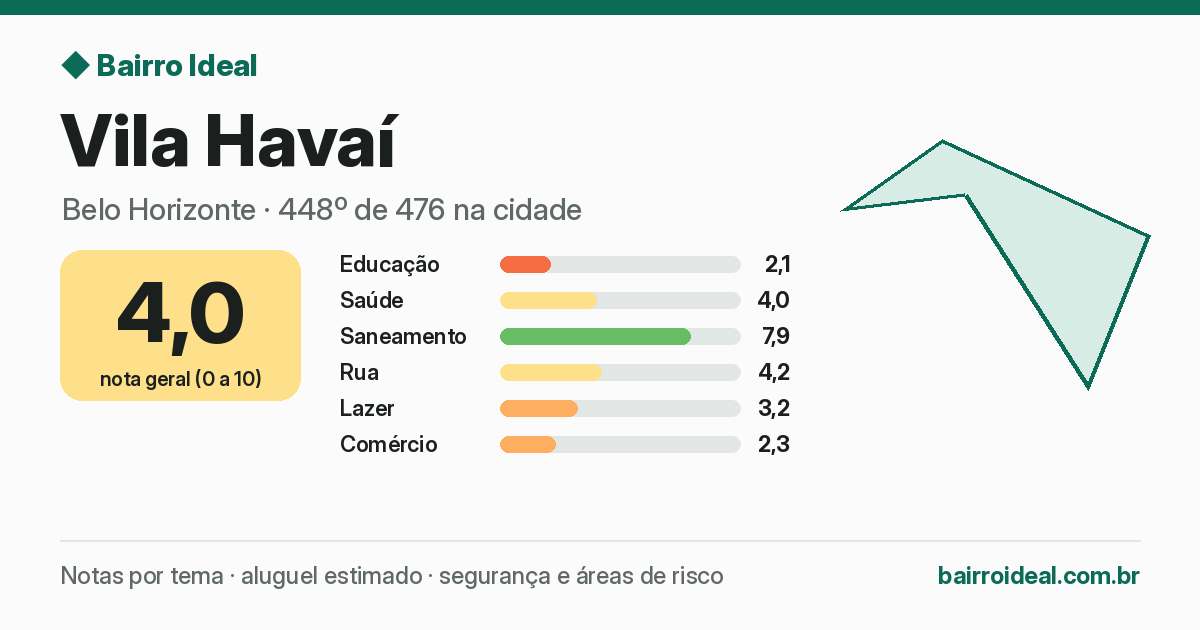 Bairro Ideal
Vila Havaí
Belo Horizonte · 448º de 476 na cidade
4,0
nota geral (0 a 10)
Educação 2,1
Saúde 4,0
Saneamento 7,9
Rua 4,2
Lazer 3,2
Comércio 2,3
Notas por tema · aluguel estimado · segurança e áreas de risco
bairroideal.com.br